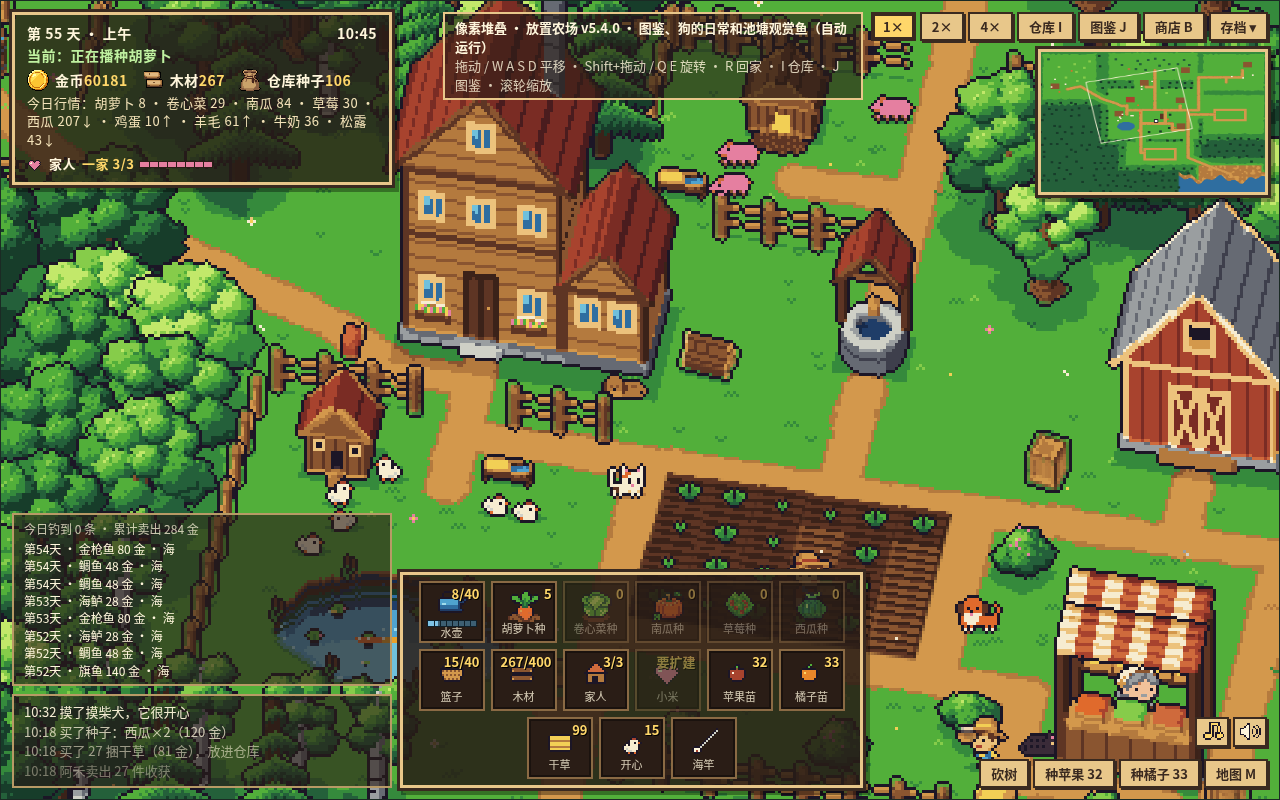 第 55 天 · 上午 10:45
当前：正在播种胡萝卜
金币60181 木材267 仓库种子106
今日行情：胡萝卜 8 · 卷心菜 29 · 南瓜 84 · 草莓 30 ·
西瓜 207↓ · 鸡蛋 10↑ · 羊毛 61↑ · 牛奶 36 · 松露
43↓
家人 一家 3/3
像素堆叠 · 放置农场 v5.4.0 · 图鉴、狗的日常和池塘观赏鱼（自动
运行）
拖动 / W A S D 平移 · Shift+拖动 / Q E 旋转 · R 回家 · I 仓库 · J
图鉴 · 滚轮缩放
1× 2× 4× 仓库 I 图鉴 J 商店 B 存档 ▾
今日钓到 0 条 · 累计卖出 284 金
第54天 · 金枪鱼 80 金 · 海
第54天 · 鲷鱼 48 金 · 海
第54天 · 鲷鱼 48 金 · 海
第53天 · 海鲈 28 金 · 海
第53天 · 金枪鱼 80 金 · 海
第52天 · 海鲈 28 金 · 海
第52天 · 鲷鱼 48 金 · 海
第52天 · 旗鱼 140 金 · 海
10:32 摸了摸柴犬，它很开心
10:18 买了种子：西瓜×2（120 金）
10:18 买了 27 捆干草（81 金），放进仓库
10:18 阿禾卖出 27 件收获
8/40 5 0 0 0 0
水壶 胡萝卜种 卷心菜种 南瓜种 草莓种 西瓜种
15/40 267/400 3/3 要扩建 32 33
篮子 木材 家人 小米 苹果苗 橘子苗
99 15
干草 开心 海竿
砍树 种苹果 32 种橘子 33 地图 M